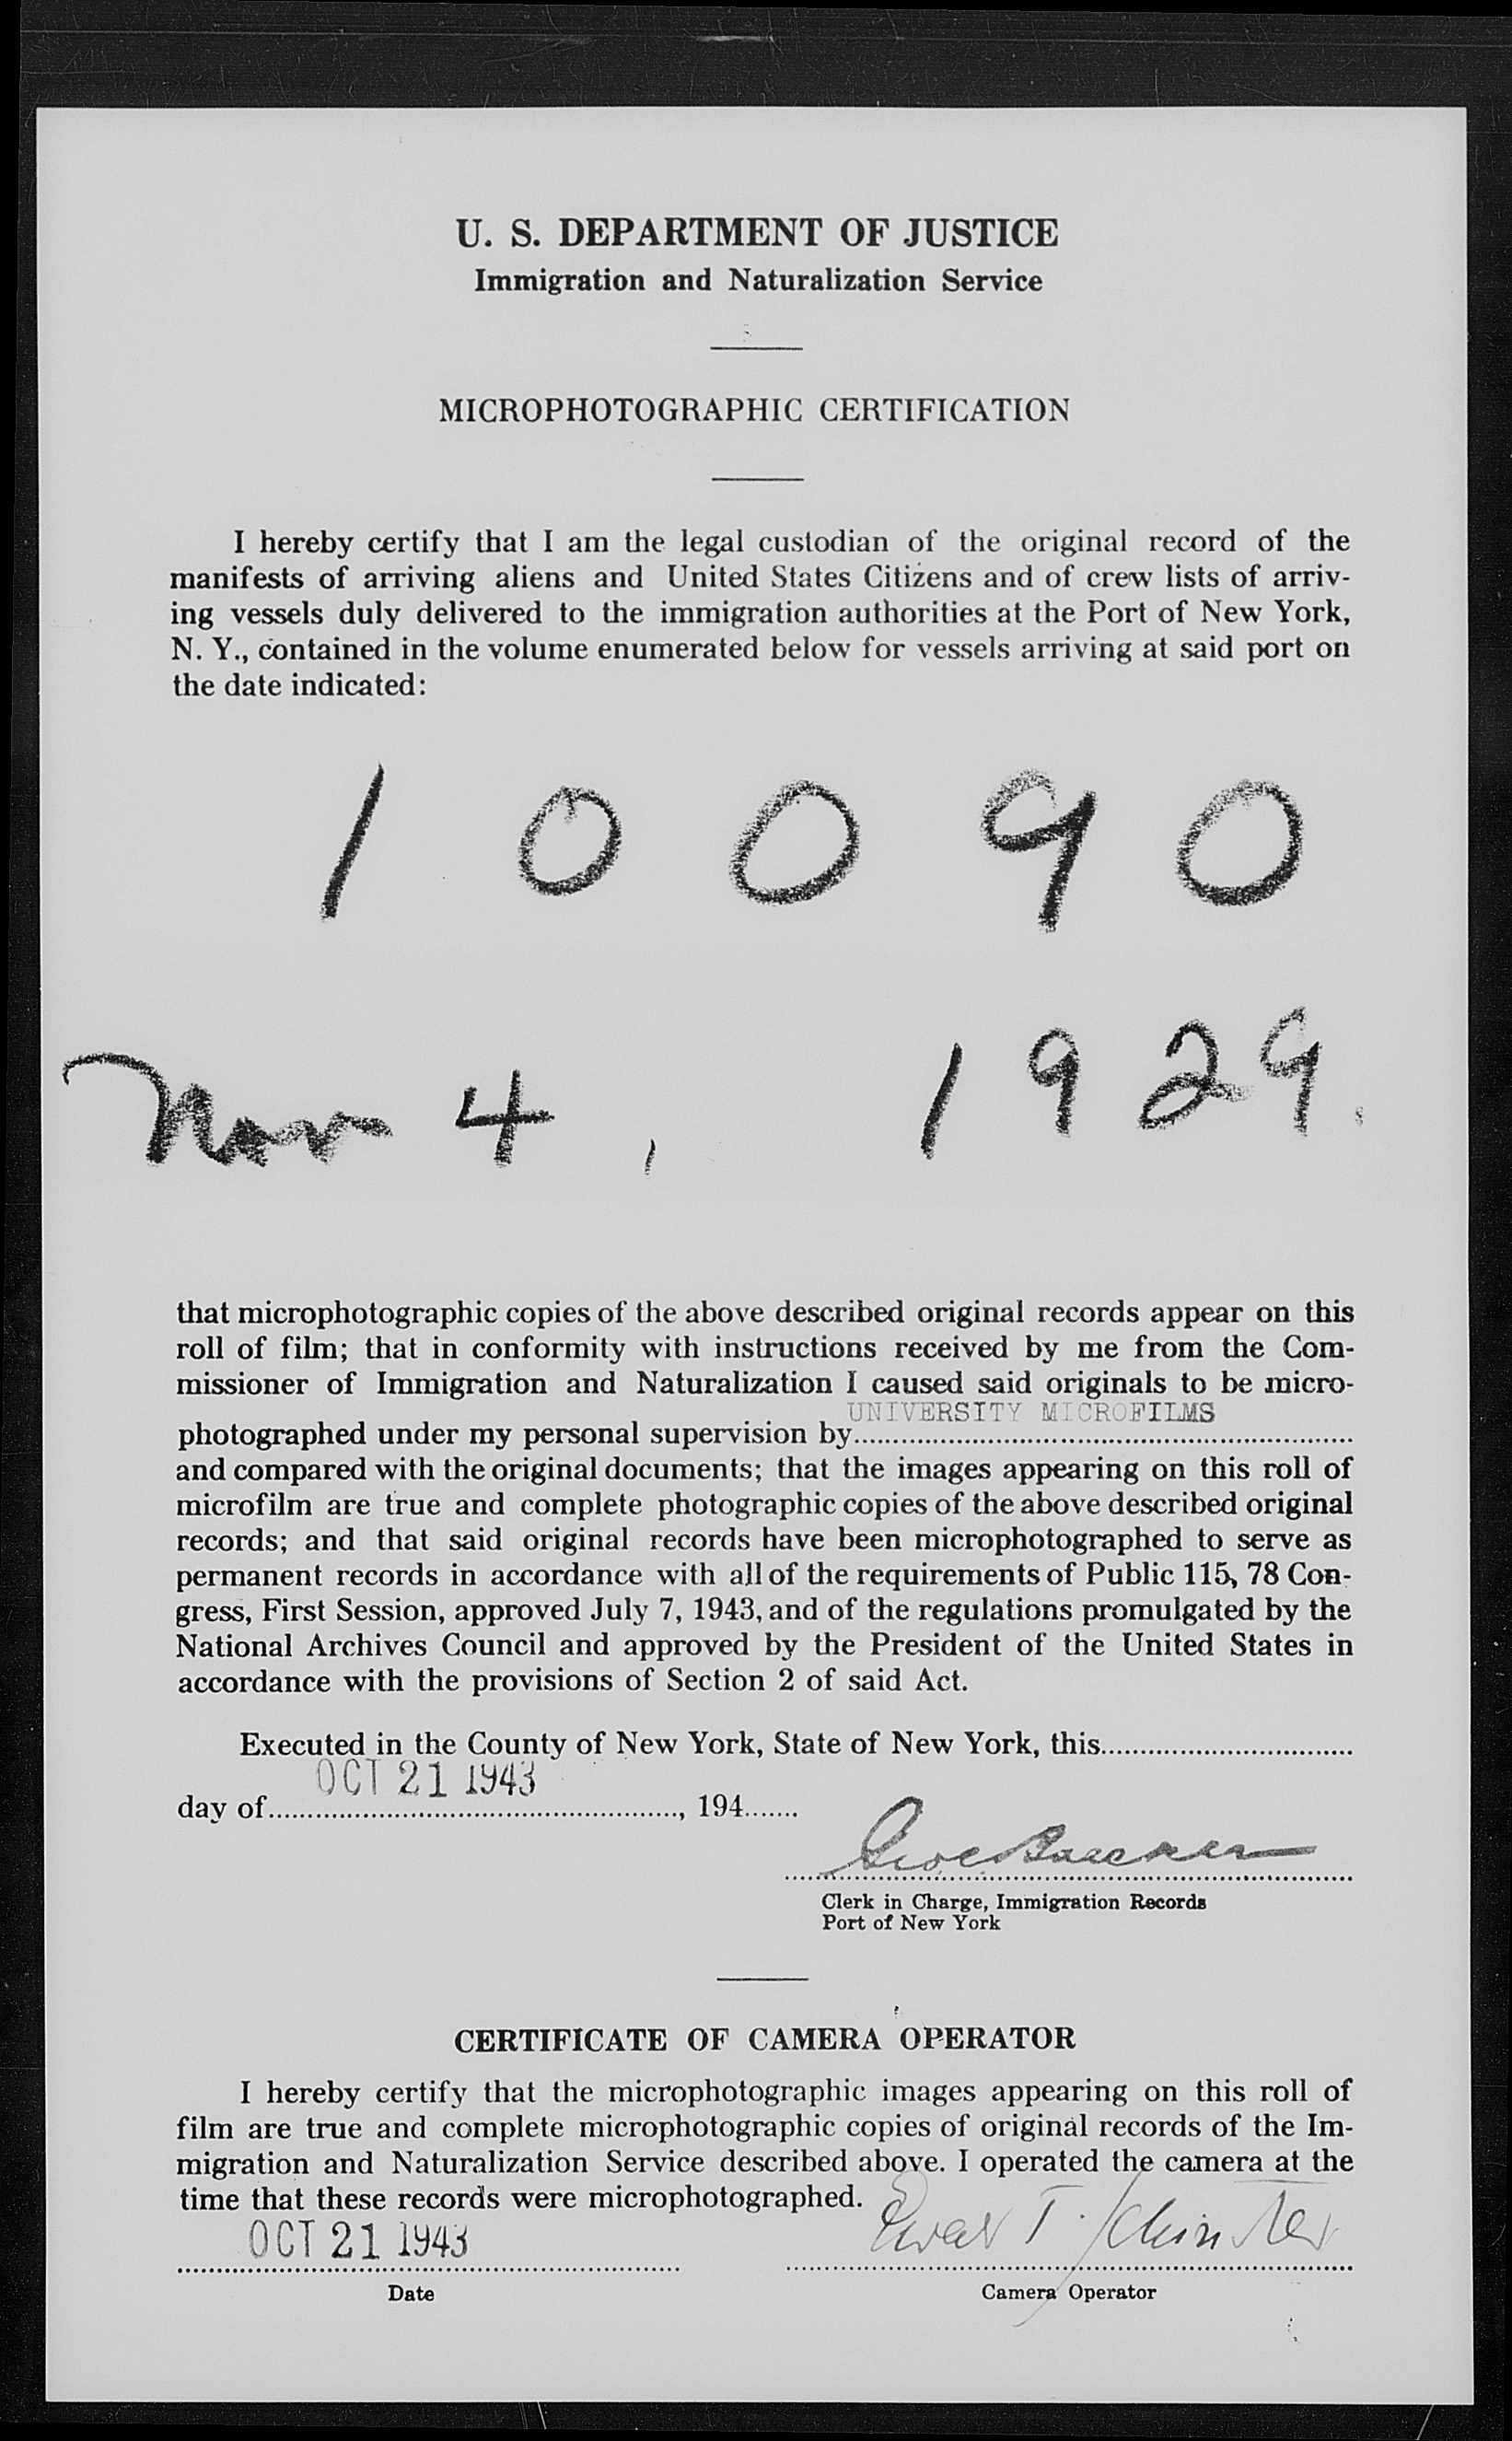 U. S. DEPARTMENT OF JUSTICE
Immigration and Naturalization Service
MICROPHOTOGRAPHIC CERTIFICATION
I hereby certify that I am the legal custodian of the original record of the
manifests of arriving aliens and United States Citizens and of crew lists of arriv-
ing vessels duly delivered to the immigration authorities at the Port of New York,
N. Y., contained in the volume enumerated below for vessels arriving at said port on
the date indicated:
1 0 0 9 0
Nov 4, 1929.
that microphotographic copies of the above described original records appear on this
roll of film; that in conformity with instructions received by me from the Com-
missioner of Immigration and Naturalization I caused said originals to be micro-
UNIVERSITY MICROFILMS
photographed under my personal supervision by
and compared with the original documents; that the images appearing on this roll of
microfilm are true and complete photographic copies of the above described original
records; and that said original records have been microphotographed to serve as
permanent records in accordance with all of the requirements of Public 115, 78 Con-
gress, First Session, approved July 7, 1943, and of the regulations promulgated by the
National Archives Council and approved by the President of the United States in
accordance with the provisions of Section 2 of said Act.
Executed in the County of New York, State of New York, this
OCT 21 1943
day of, 194
Clerk in Charge, Immigration Records
Port of New York
CERTIFICATE OF CAMERA OPERATOR
I hereby certify that the microphotographic images appearing on this roll of
film are true and complete microphotographic copies of original records of the Im-
migration and Naturalization Service described above. I operated the camera at the
time that these records were microphotographed.
OCT 21 1943
Date
Camera Operator